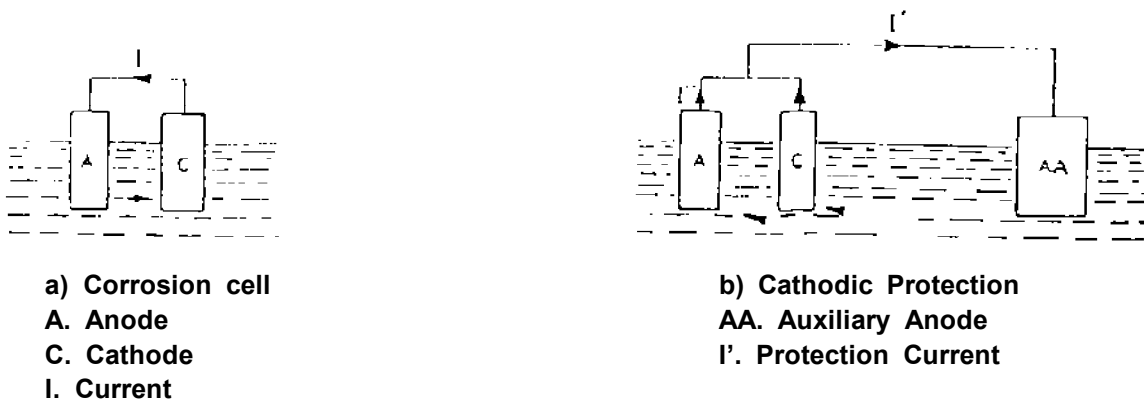 I
A
C
I'
I''
A
C
AA
a) Corrosion cell
A. Anode
C. Cathode
I. Current
b) Cathodic Protection
AA. Auxiliary Anode
I’. Protection Current